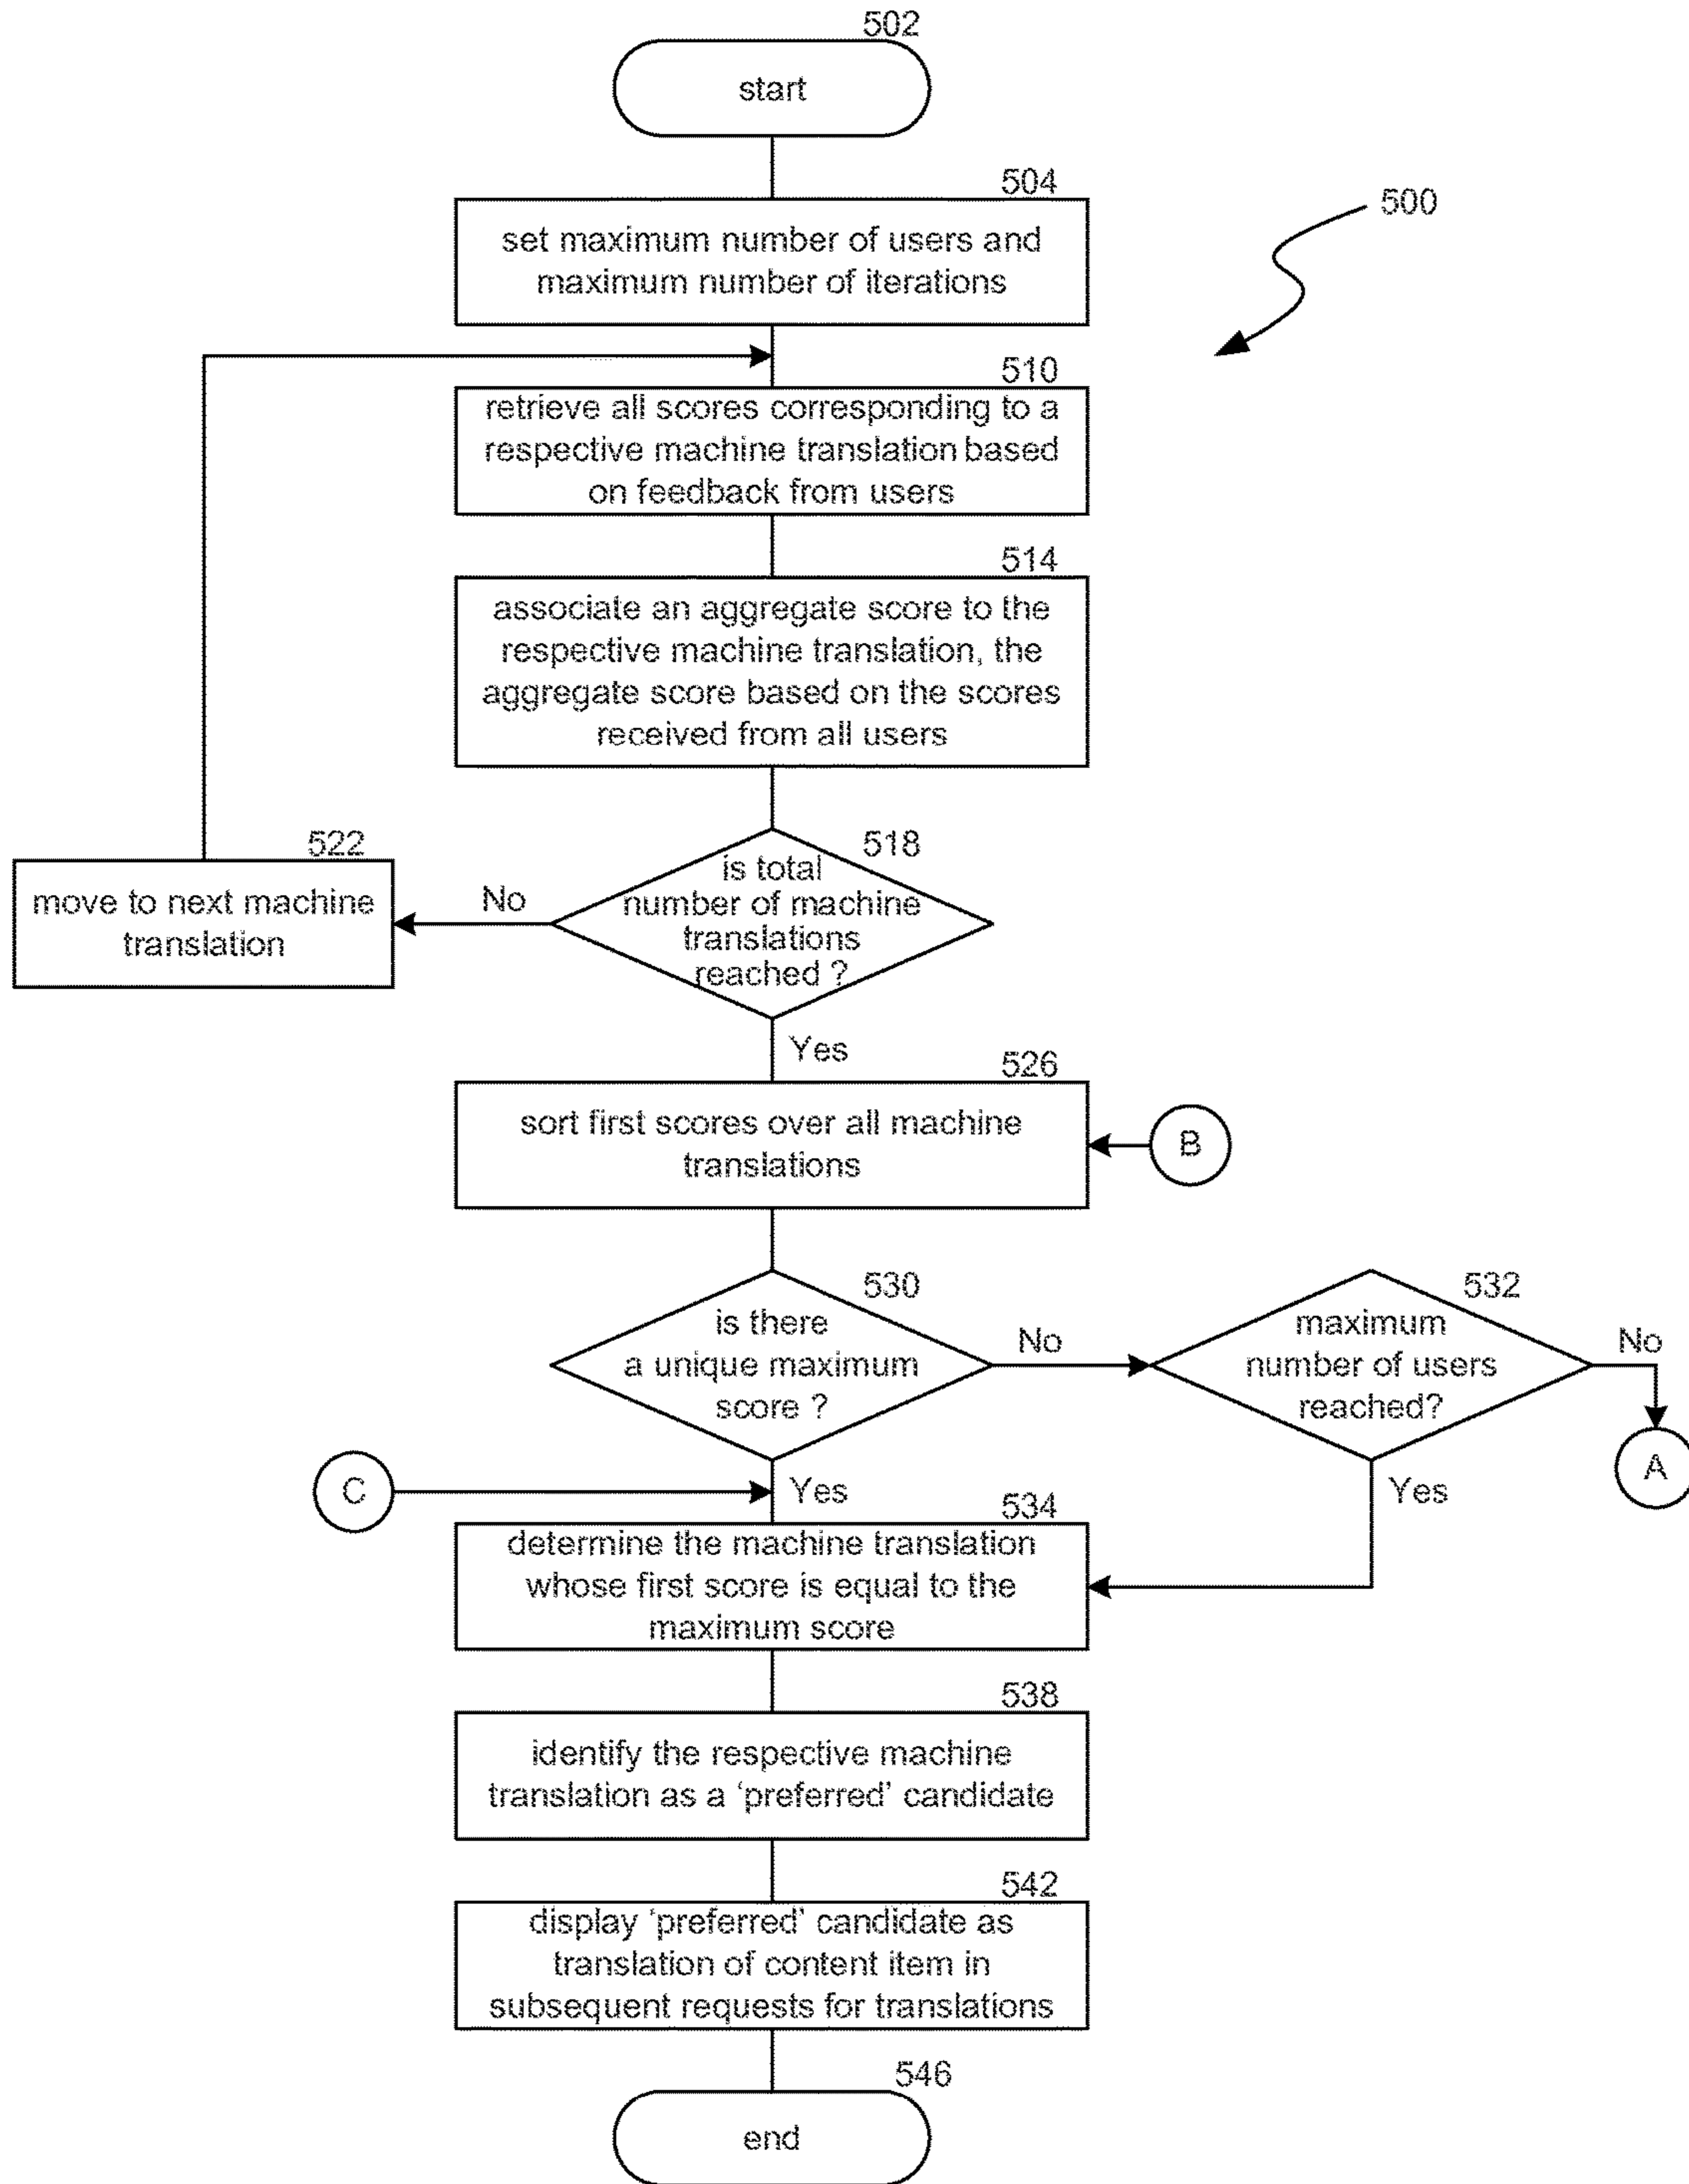 502
start
504
set maximum number of users and
maximum number of iterations
500
510
retrieve all scores corresponding to a
respective machine translation based
on feedback from users
514
associate an aggregate score to the
respective machine translation, the
aggregate score based on the scores
received from all users
518
is total
number of machine
translations
reached ?
No
522
move to next machine
translation
Yes
526
sort first scores over all machine
translations
B
530
is there
a unique maximum
score ?
No
532
maximum
number of users
reached?
No
A
C
Yes
Yes
534
determine the machine translation
whose first score is equal to the
maximum score
538
identify the respective machine
translation as a ‘preferred’ candidate
542
display ‘preferred’ candidate as
translation of content item in
subsequent requests for translations
546
end